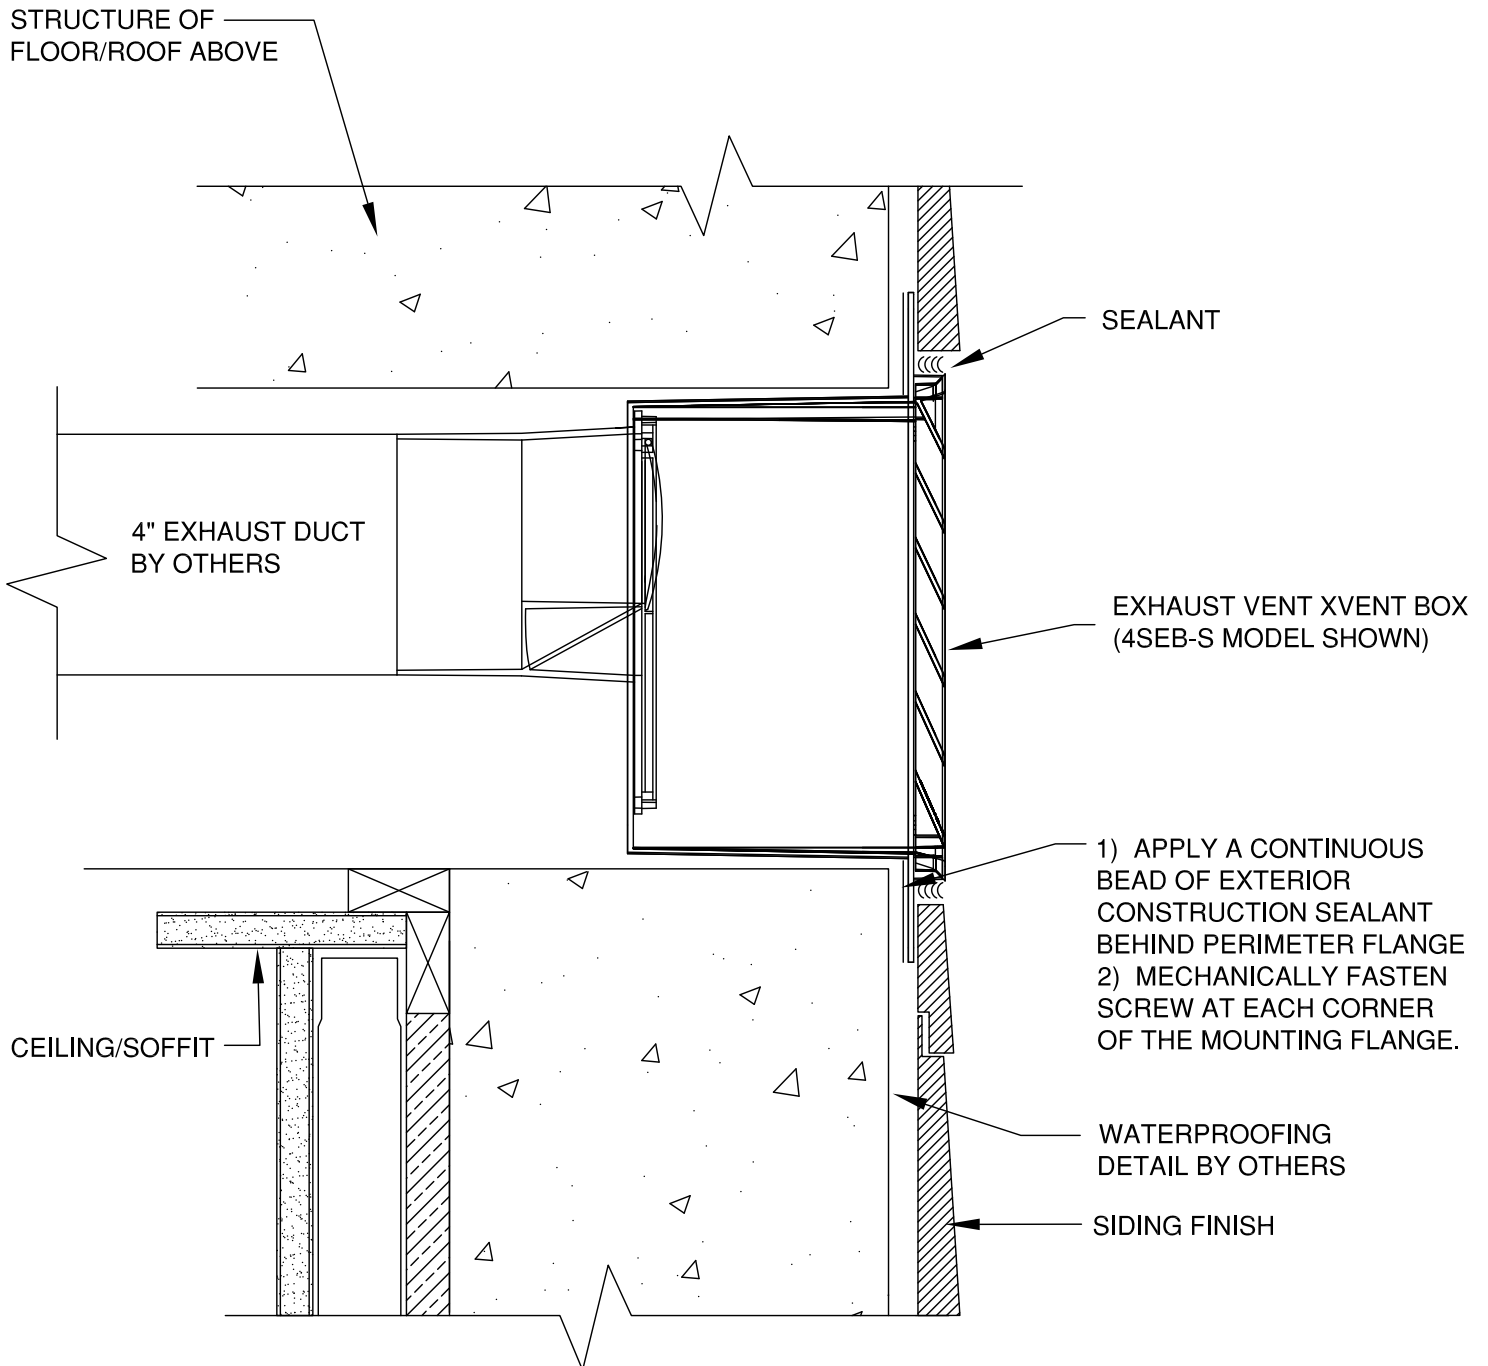 STRUCTURE OF
FLOOR/ROOF ABOVE
SEALANT
4" EXHAUST DUCT
BY OTHERS
EXHAUST VENT XVENT BOX
(4SEB-S MODEL SHOWN)
1) APPLY A CONTINUOUS
BEAD OF EXTERIOR
CONSTRUCTION SEALANT
BEHIND PERIMETER FLANGE
2) MECHANICALLY FASTEN
SCREW AT EACH CORNER
OF THE MOUNTING FLANGE.
CEILING/SOFFIT
WATERPROOFING
DETAIL BY OTHERS
SIDING FINISH